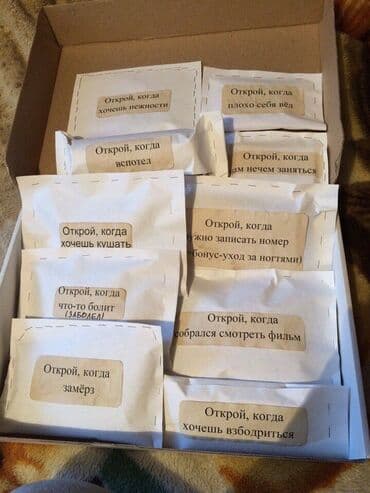 Открой, когда
хочешь нежности
Открой, когда
плохо себя вёл
Открой, когда
вспотел
Открой, когда
нам нечем заняться
Открой, когда
хочешь кушать
Открой, когда
нужно записать номер
(бонус-уход за ногтями)
Открой, когда
что-то болит
(ЗАБОЛЕЛ)
Открой, когда
собрался смотреть фильм
Открой, когда
замёрз
Открой, когда
хочешь взбодриться